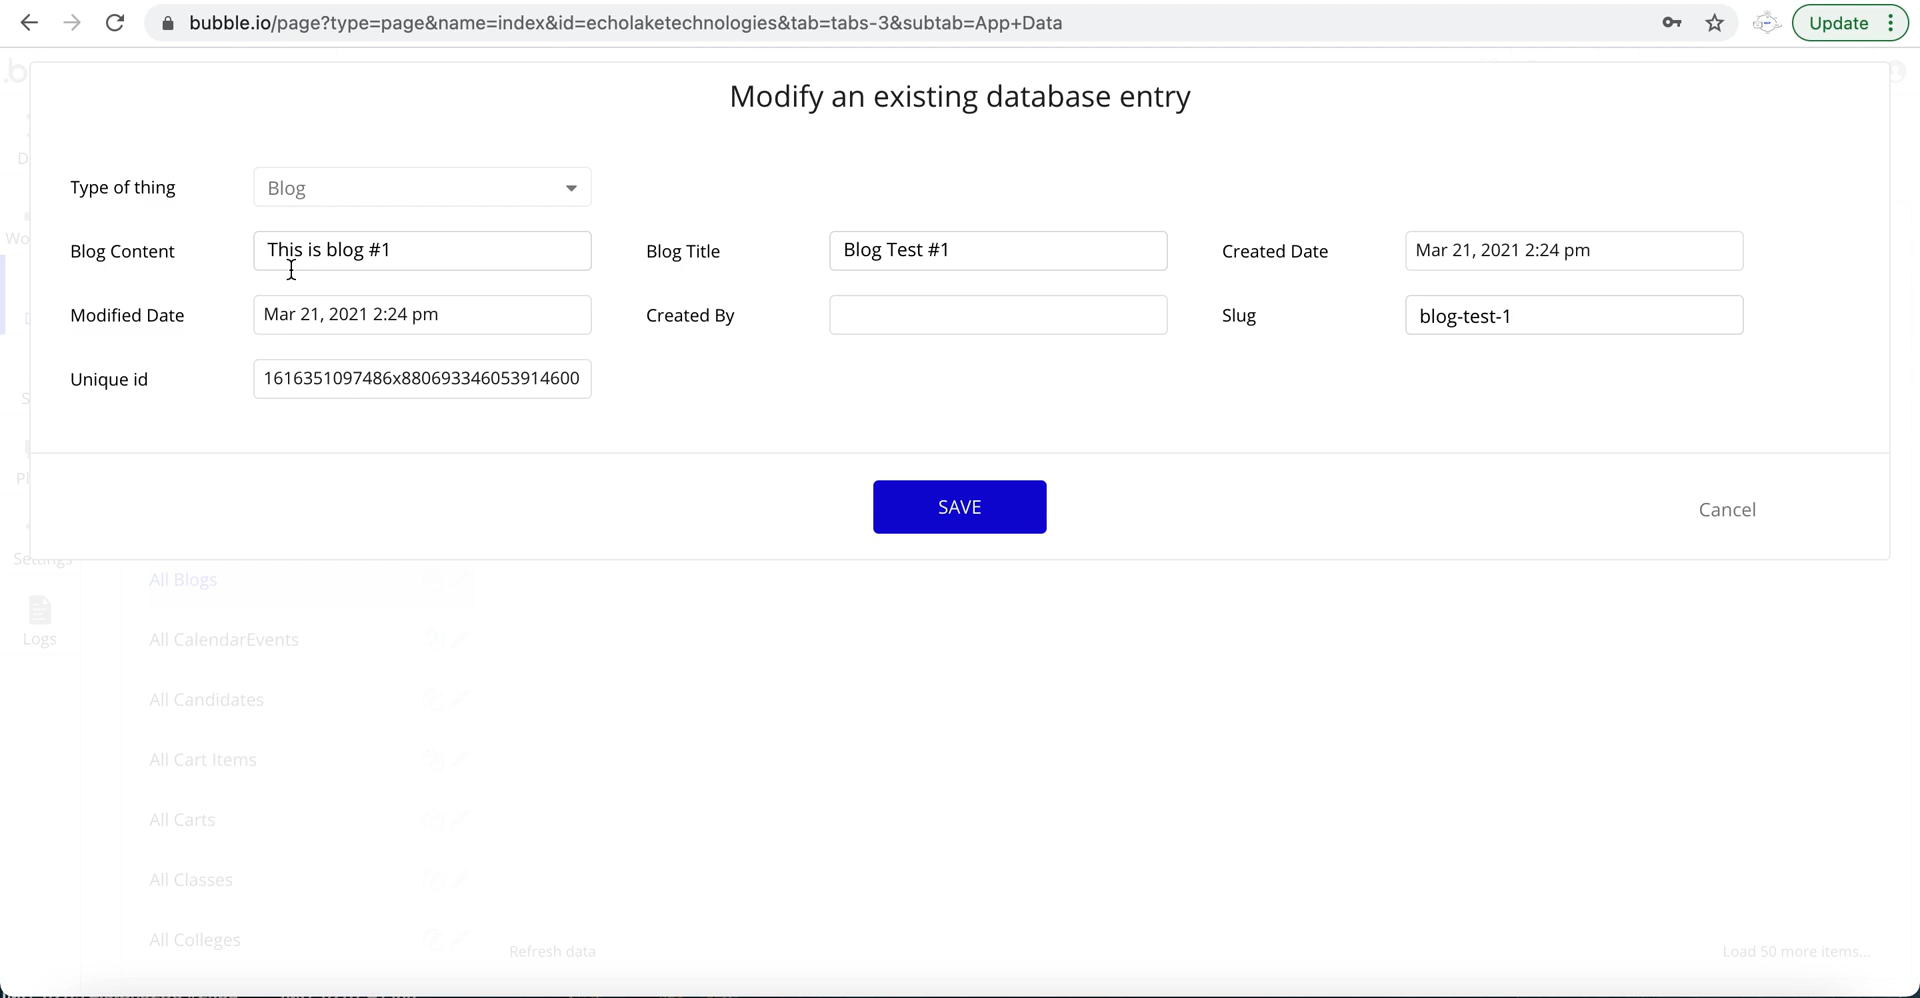 bubble.io/page?type=page&name=index&id=echolaketechnologies&tab=tabs-3&subtab=App+Data
Update
Modify an existing database entry
Type of thing
Blog
Blog Content
This is blog #1
Blog Title
Blog Test #1
Created Date
Mar 21, 2021 2:24 pm
Modified Date
Mar 21, 2021 2:24 pm
Created By
Slug
blog-test-1
Unique id
1616351097486x880693346053914600
SAVE
Cancel
Settings
All Blogs
Logs
All CalendarEvents
All Candidates
All Cart Items
All Carts
All Classes
All Colleges
Refresh data
Load 50 more items...